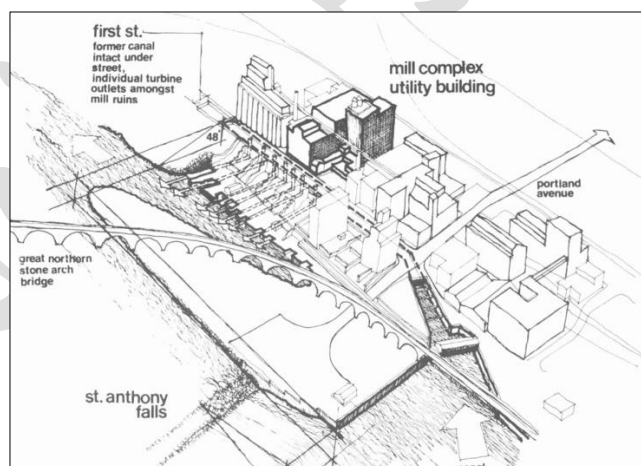 first st.
former canal
intact under
street,
individual turbine
outlets amongst
mill ruins
mill complex
utility building
48'
portland
avenue
great northern
stone arch
bridge
st. anthony
falls